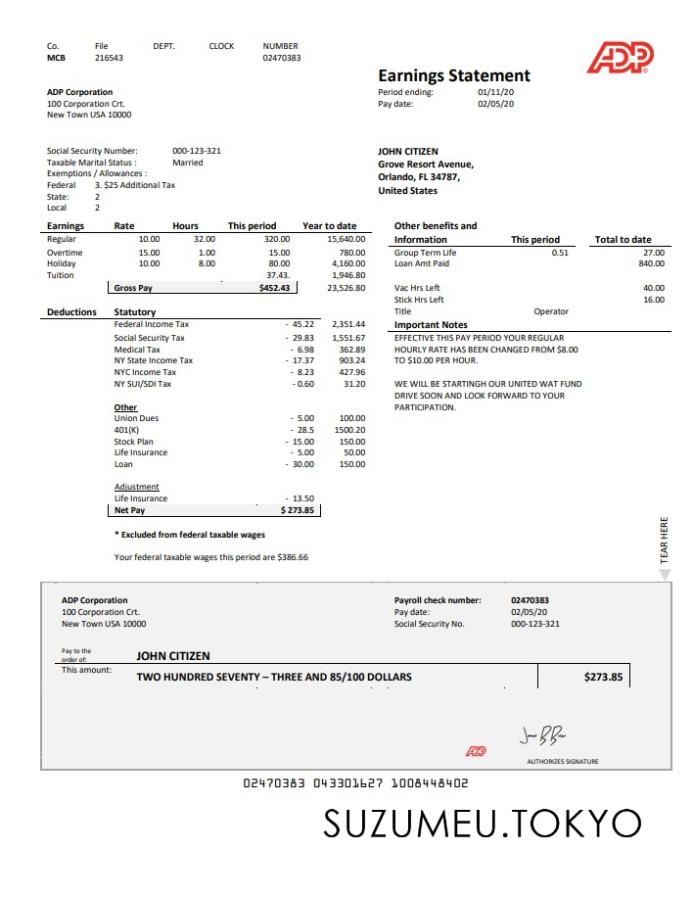 Co. File DEPT. CLOCK NUMBER
MCB 216543 02470383
ADP
Earnings Statement
Period ending: 01/11/20
Pay date: 02/05/20
ADP Corporation
100 Corporation Crt.
New Town USA 10000
Social Security Number: 000-123-321
Taxable Marital Status : Married
Exemptions / Allowances :
Federal 3. $25 Additional Tax
State: 2
Local 2
JOHN CITIZEN
Grove Resort Avenue,
Orlando, FL 34787,
United States
Earnings Rate Hours This period Year to date
Regular 10.00 32.00 320.00 15,640.00
Overtime 15.00 1.00 15.00 780.00
Holiday 10.00 8.00 80.00 4,160.00
Tuition 37.43. 1,946.80
Gross Pay $452.43 23,526.80
Other benefits and
Information This period Total to date
Group Term Life 0.51 27.00
Loan Amt Paid 840.00
Vac Hrs Left 40.00
Stick Hrs Left 16.00
Title Operator
Important Notes
EFFECTIVE THIS PAY PERIOD YOUR REGULAR
HOURLY RATE HAS BEEN CHANGED FROM $8.00
TO $10.00 PER HOUR.
WE WILL BE STARTINGH OUR UNITED WAT FUND
DRIVE SOON AND LOOK FORWARD TO YOUR
PARTICIPATION.
Deductions Statutory
Federal Income Tax - 45.22 2,351.44
Social Security Tax - 29.83 1,551.67
Medical Tax - 6.98 362.89
NY State Income Tax - 17.37 903.24
NYC Income Tax - 8.23 427.96
NY SUI/SDI Tax - 0.60 31.20
Other
Union Dues - 5.00 100.00
401(K) - 28.5 1500.20
Stock Plan - 15.00 150.00
Life Insurance - 5.00 50.00
Loan - 30.00 150.00
Adjustment
Life Insurance - 13.50
Net Pay $ 273.85
* Excluded from federal taxable wages
Your federal taxable wages this period are $386.66
TEAR HERE
ADP Corporation
100 Corporation Crt.
New Town USA 10000
Payroll check number: 02470383
Pay date: 02/05/20
Social Security No. 000-123-321
Pay to the
order of: JOHN CITIZEN
This amount: TWO HUNDRED SEVENTY – THREE AND 85/100 DOLLARS $273.85
ADP
AUTHORIZES SIGNATURE
02470383 043301627 1008448402
SUZUMEU.TOKYO